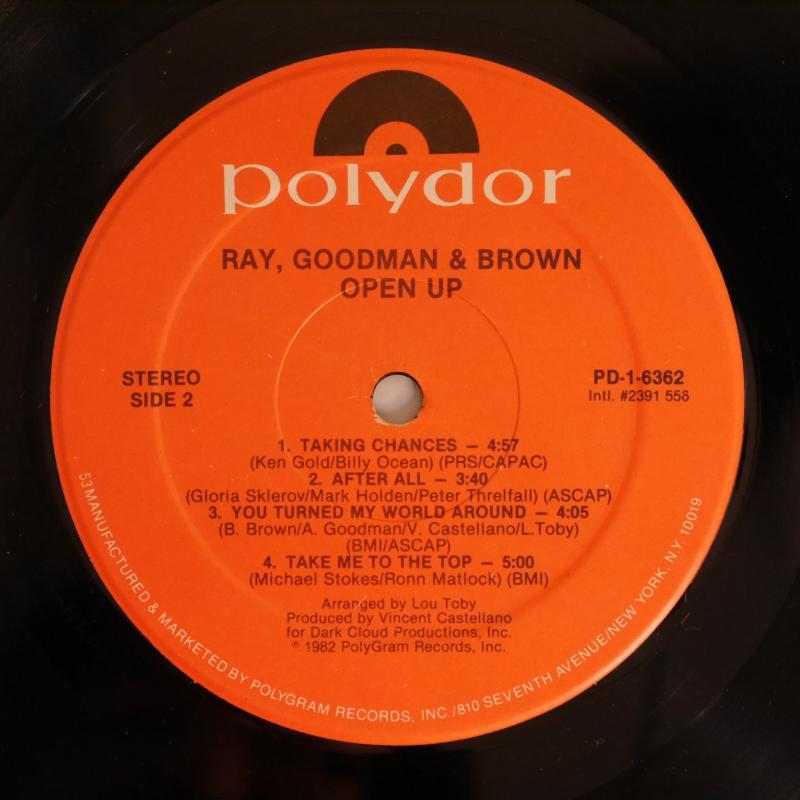 polydor
RAY, GOODMAN & BROWN
OPEN UP
STEREO
SIDE 2
PD-1-6362
Intl. #2391 558
1. TAKING CHANCES — 4:57
(Ken Gold/Billy Ocean) (PRS/CAPAC)
2. AFTER ALL — 3:40
(Gloria Sklerov/Mark Holden/Peter Threlfall) (ASCAP)
3. YOU TURNED MY WORLD AROUND — 4:05
(B. Brown/A. Goodman/V. Castellano/L.Toby)
(BMI/ASCAP)
4. TAKE ME TO THE TOP — 5:00
(Michael Stokes/Ronn Matlock) (BMI)
Arranged by Lou Toby
Produced by Vincent Castellano
for Dark Cloud Productions, Inc.
℗ 1982 PolyGram Records, Inc.
53 MANUFACTURED & MARKETED BY POLYGRAM RECORDS, INC./810 SEVENTH AVENUE/NEW YORK, N.Y. 10019